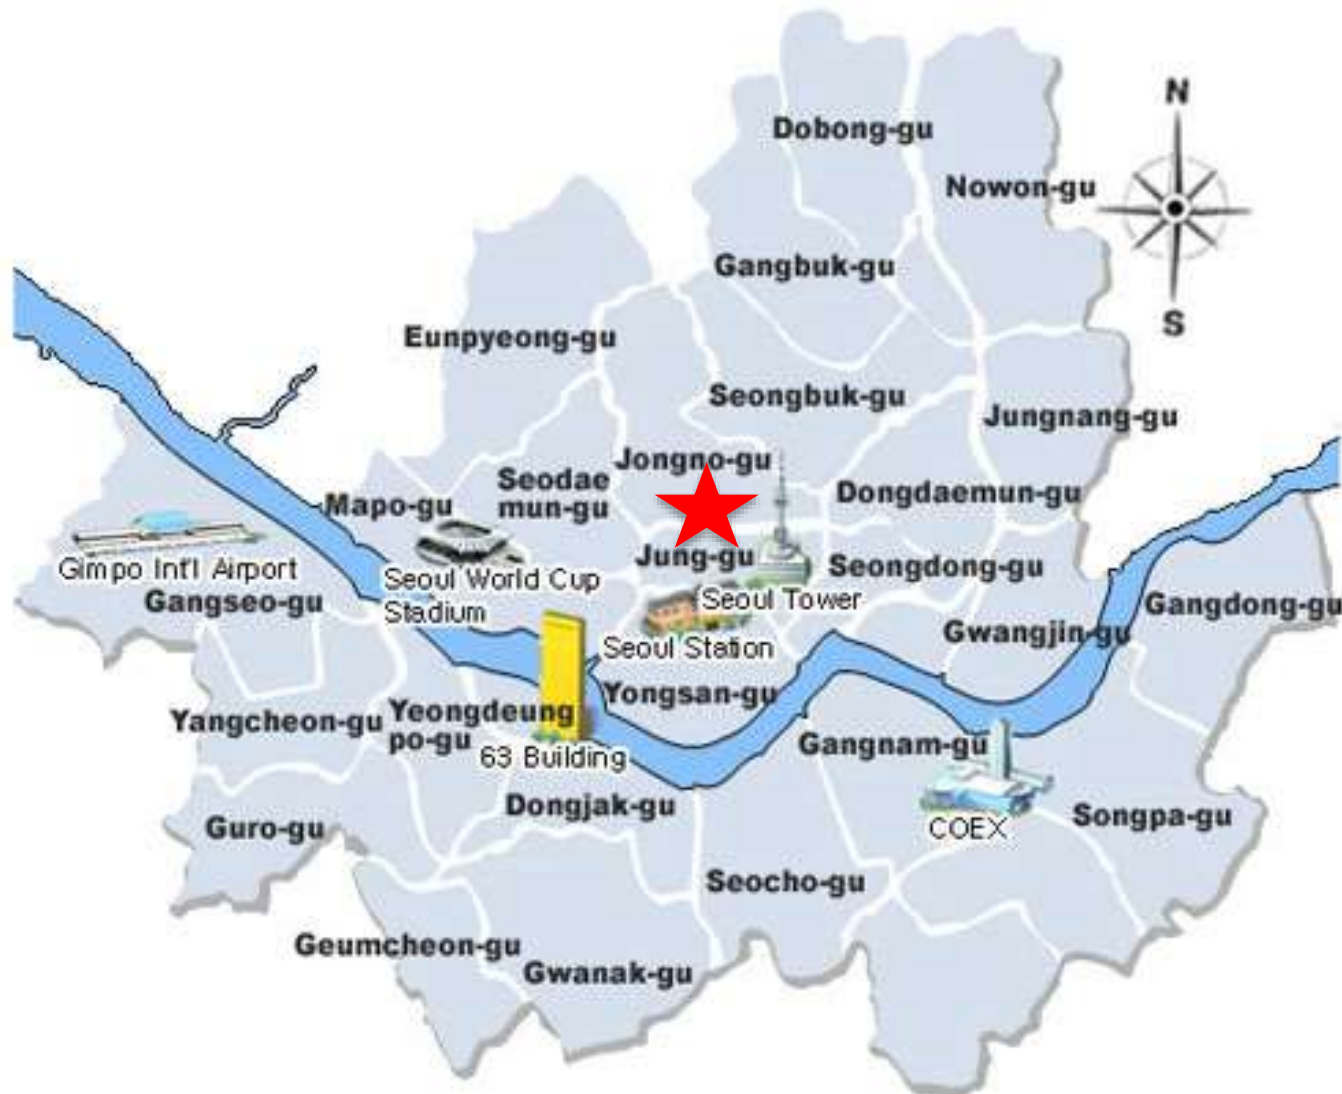 N
Dobong-gu
Nowon-gu
Gangbuk-gu
S
Eunpyeong-gu
Seongbuk-gu
Jungnang-gu
Jongno-gu
Seodae
mun-gu
Mapo-gu
Dongdaemun-gu
Jung-gu
Seongdong-gu
Gimpo Int'l Airport
Seoul World Cup
Stadium
Gangseo-gu
Seoul Tower
Gangdong-gu
Gwangjin-gu
Seoul Station
Yongsan-gu
Yangcheon-gu
Yeongdeung
po-gu
63 Building
Gangnam-gu
Dongjak-gu
Guro-gu
COEX
Songpa-gu
Seocho-gu
Geumcheon-gu
Gwanak-gu